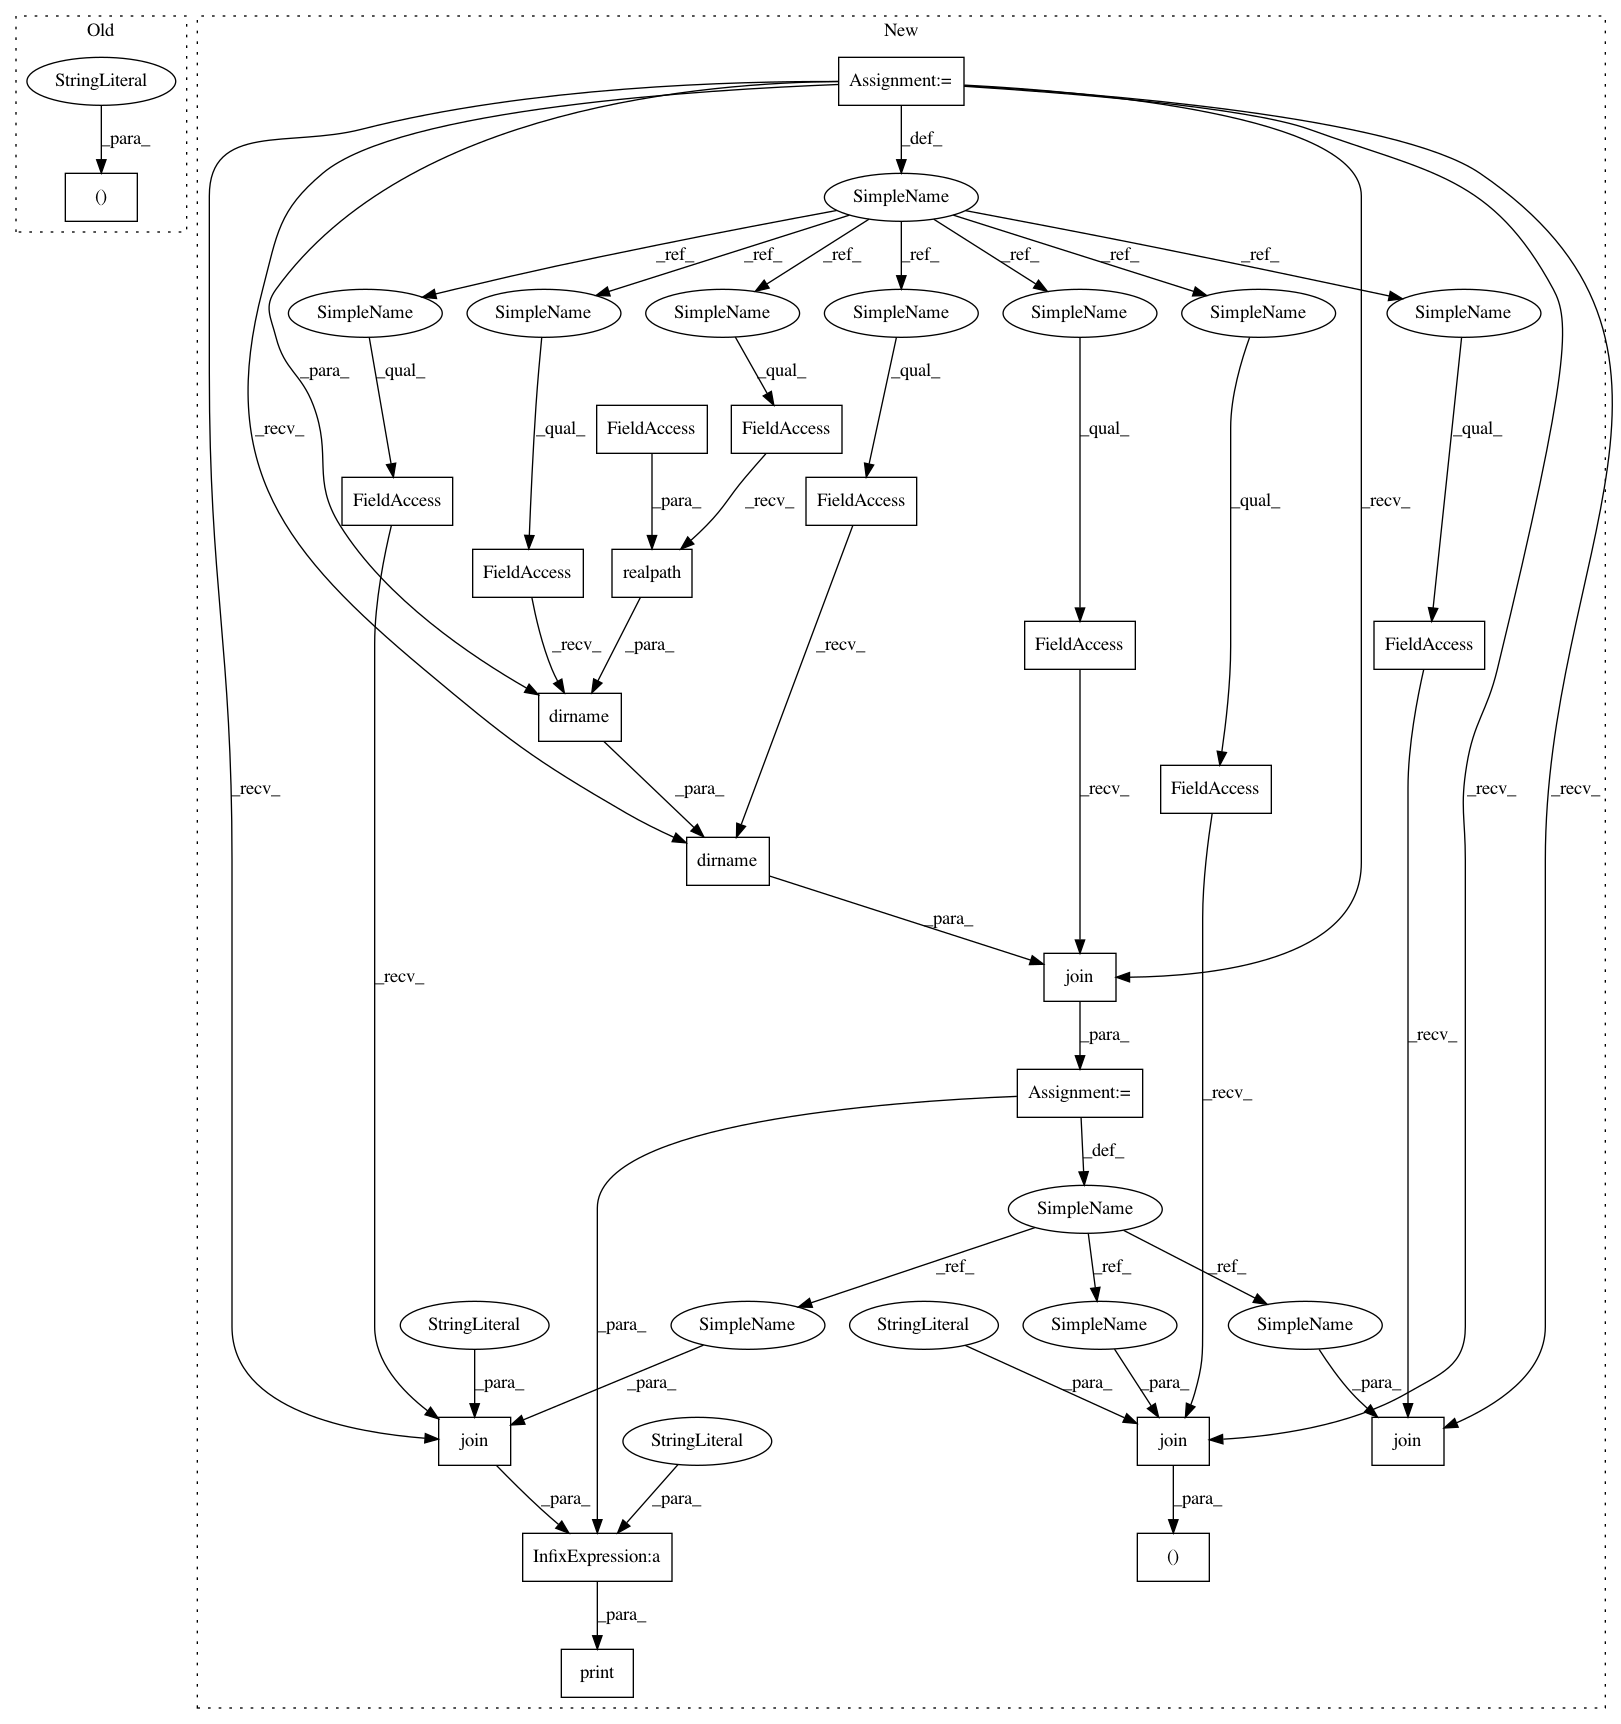 Old
New
StringLiteral
Assignment:=
_para_
_def_
()
SimpleName
_ref_
_ref_
_ref_
_ref_
_ref_
_ref_
_ref_
SimpleName
SimpleName
SimpleName
SimpleName
SimpleName
SimpleName
SimpleName
_para_
_qual_
_qual_
_qual_
_recv_
_qual_
FieldAccess
FieldAccess
_qual_
_qual_
_qual_
FieldAccess
_para_
_recv_
FieldAccess
_recv_
FieldAccess
realpath
_recv_
_para_
_recv_
FieldAccess
FieldAccess
dirname
_recv_
_para_
_recv_
FieldAccess
_recv_
_recv_
dirname
_para_
_recv_
join
_para_
_recv_
Assignment:=
_recv_
_def_
SimpleName
_ref_
_ref_
_ref_
StringLiteral
_para_
SimpleName
StringLiteral
SimpleName
SimpleName
_para_
_para_
_para_
_para_
_para_
join
StringLiteral
join
join
_para_
_para_
_para_
InfixExpression:a
()
_para_
print